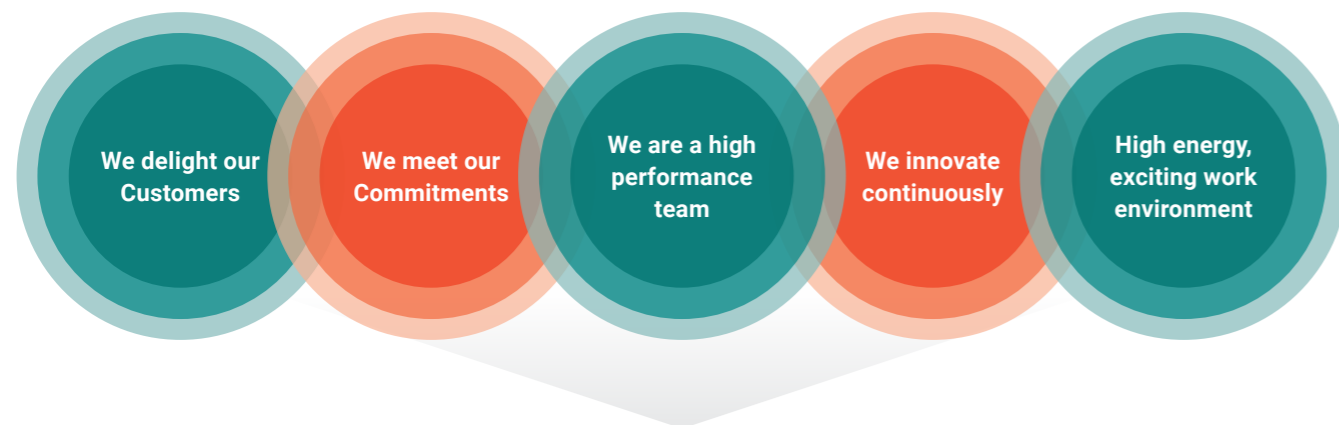 We delight our
Customers
We meet our
Commitments
We are a high
performance
team
We innovate
continuously
High energy,
exciting work
environment